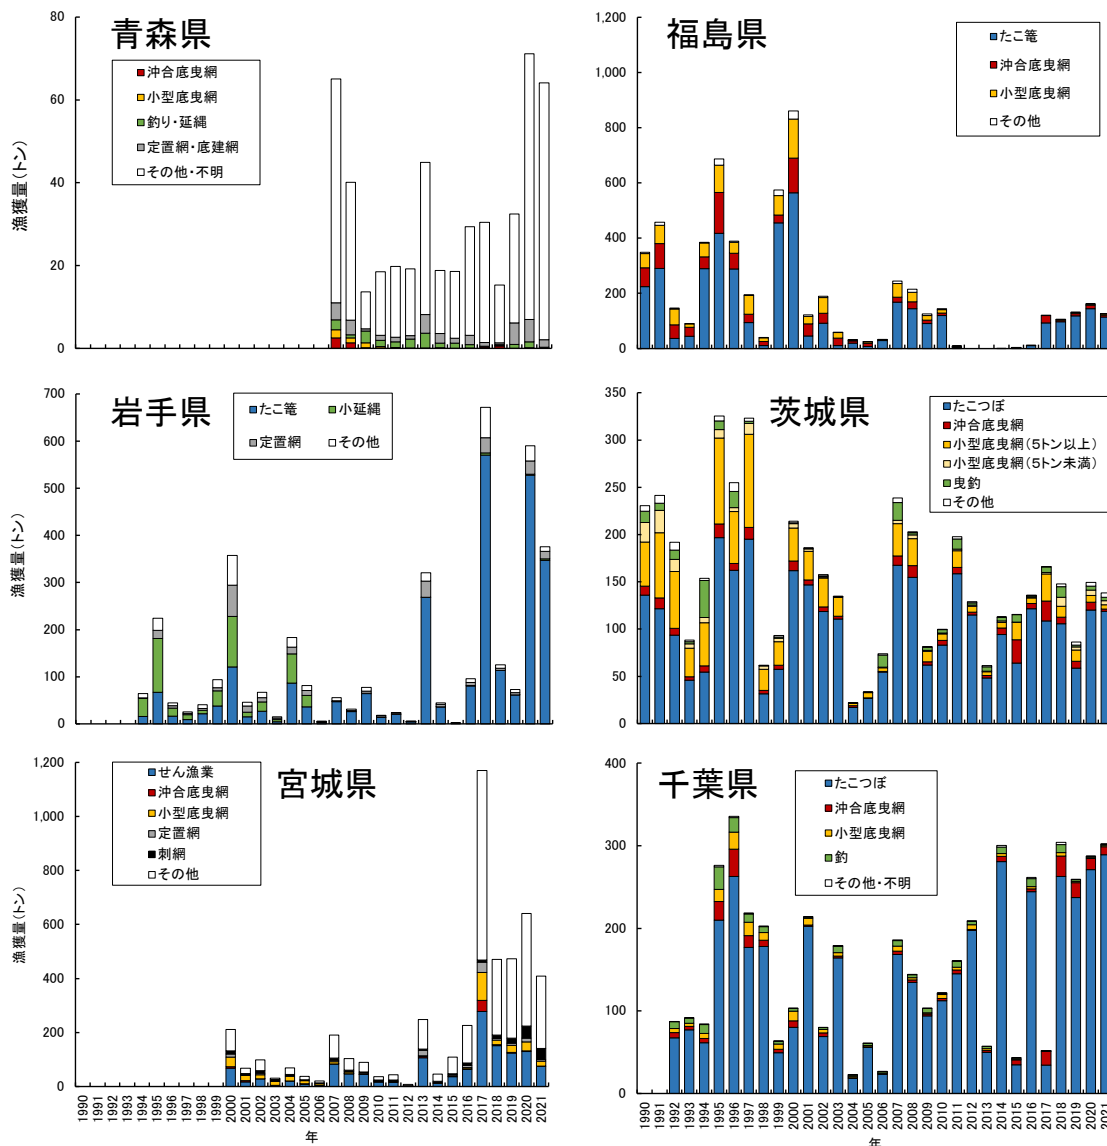 青森県
沖合底曳網
小型底曳網
釣り・延縄
定置網・底建網
その他・不明
漁獲量(トン)
80
60
40
20
0
福島県
たこ篭
沖合底曳網
小型底曳網
その他
1,200
1,000
800
600
400
200
0
岩手県
たこ篭 小延縄
定置網 その他
漁獲量(トン)
700
600
500
400
300
200
100
0
茨城県
たこつぼ
沖合底曳網
小型底曳網(5トン以上)
小型底曳網(5トン未満)
曳釣
その他
350
300
250
200
150
100
50
0
宮城県
せん漁業
沖合底曳網
小型底曳網
定置網
刺網
その他
漁獲量(トン)
1,200
1,000
800
600
400
200
0
1990 1991 1992 1993 1994 1995 1996 1997 1998 1999 2000 2001 2002 2003 2004 2005 2006 2007 2008 2009 2010 2011 2012 2013 2014 2015 2016 2017 2018 2019 2020 2021
年
千葉県
たこつぼ
沖合底曳網
小型底曳網
釣
その他・不明
400
300
200
100
0
1990 1991 1992 1993 1994 1995 1996 1997 1998 1999 2000 2001 2002 2003 2004 2005 2006 2007 2008 2009 2010 2011 2012 2013 2014 2015 2016 2017 2018 2019 2020 2021
年